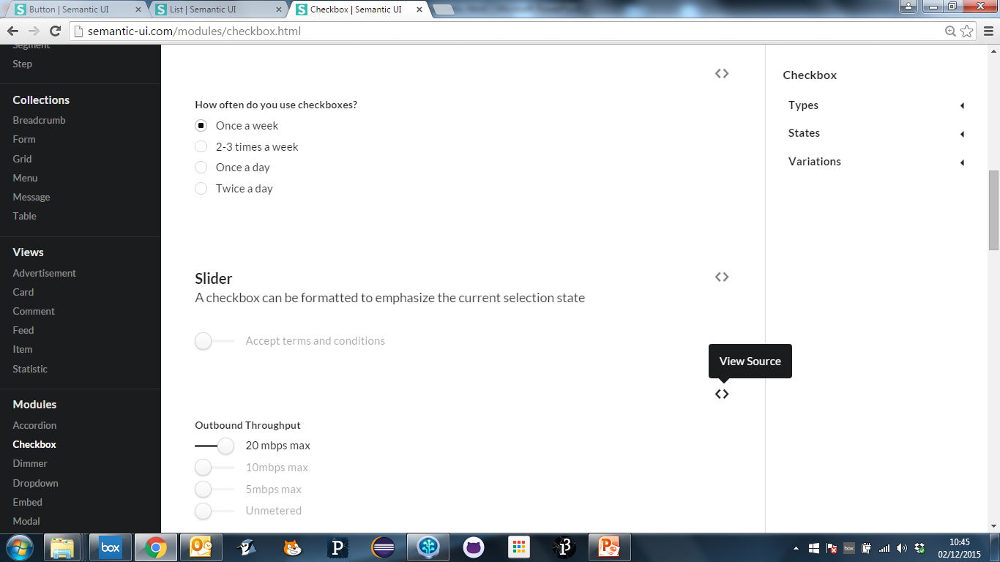 Button | Semantic UI
List | Semantic UI
Checkbox | Semantic UI
semantic-ui.com/modules/checkbox.html
Segment
Step
Collections
Breadcrumb
Form
Grid
Menu
Message
Table
Views
Advertisement
Card
Comment
Feed
Item
Statistic
Modules
Accordion
Checkbox
Dimmer
Dropdown
Embed
Modal
How often do you use checkboxes?
Once a week
2-3 times a week
Once a day
Twice a day
Slider
A checkbox can be formatted to emphasize the current selection state
Accept terms and conditions
View Source
Outbound Throughput
20 mbps max
10mbps max
5mbps max
Unmetered
Checkbox
Types
States
Variations
box
box
10:45
02/12/2015